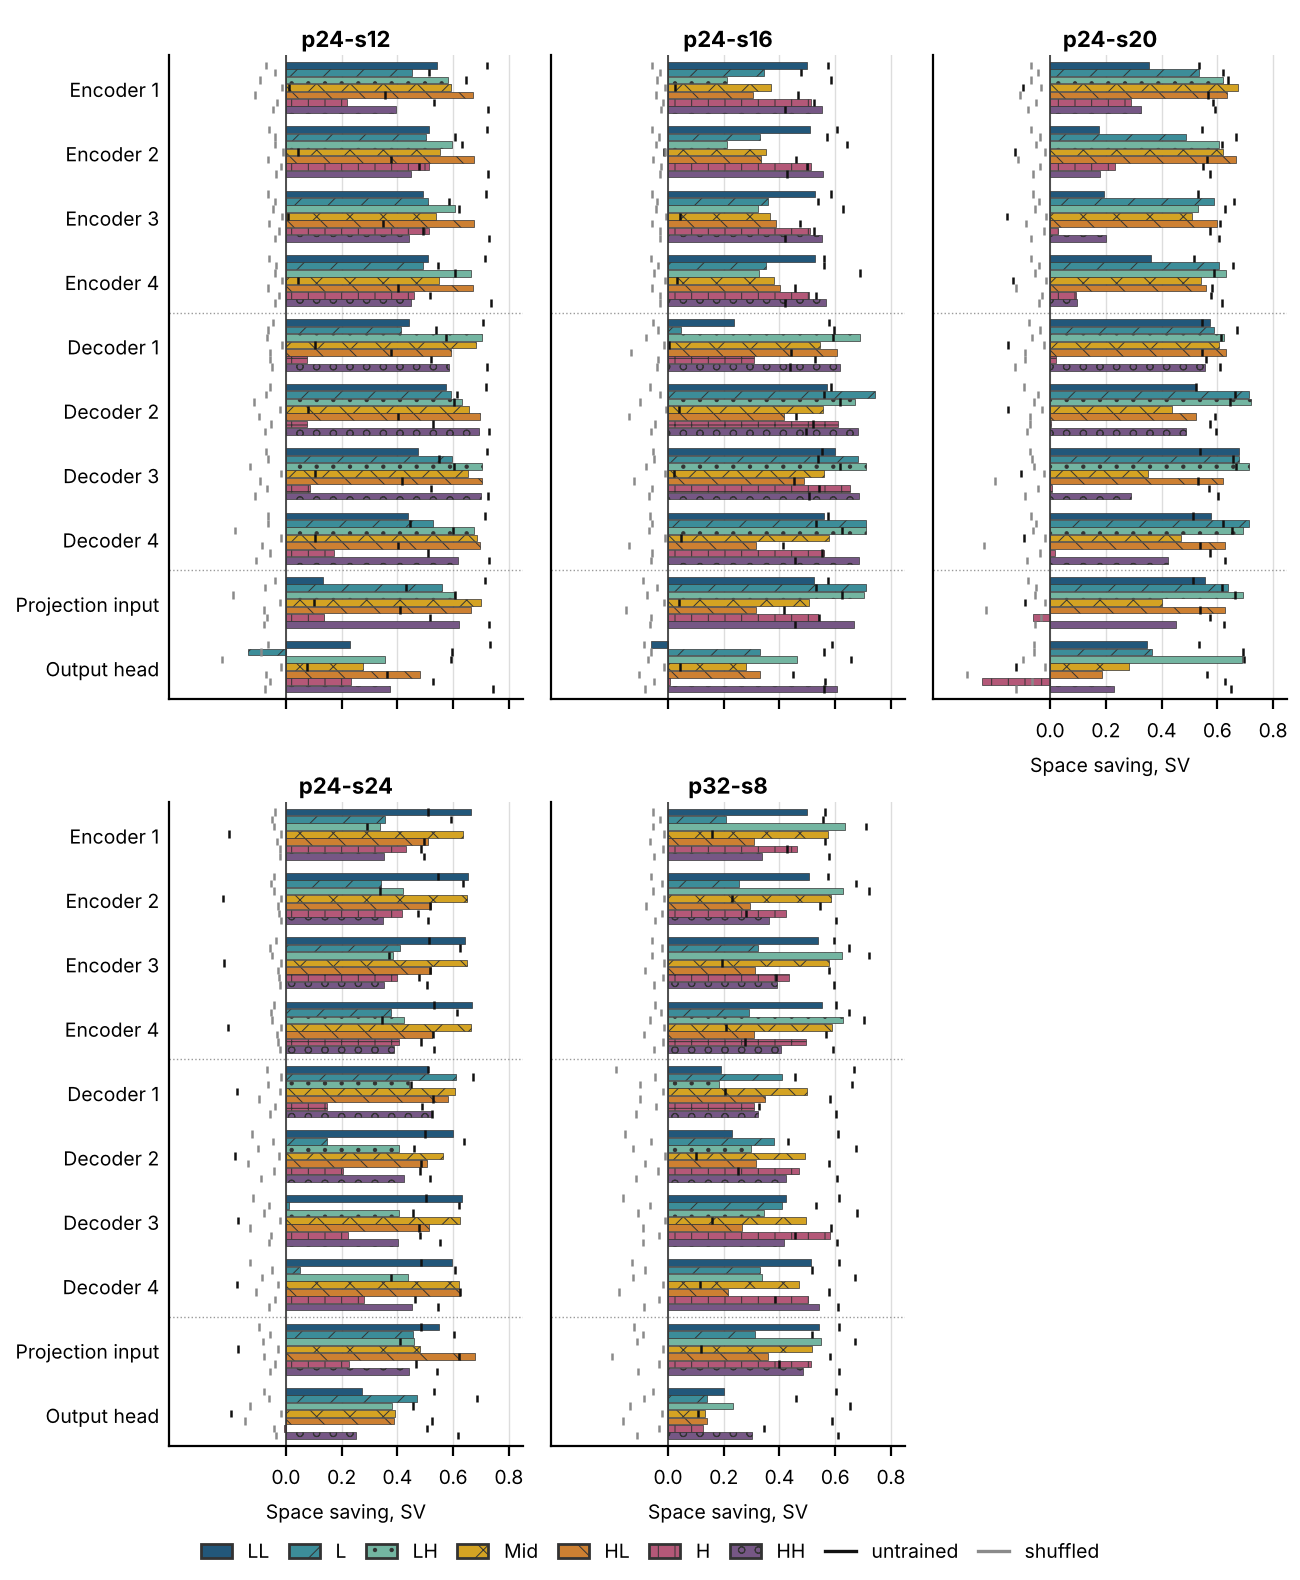 p24-s12 p24-s16 p24-s20
Encoder 1
Encoder 2
Encoder 3
Encoder 4
Decoder 1
Decoder 2
Decoder 3
Decoder 4
Projection input
Output head
0.0 0.2 0.4 0.6 0.8
Space saving, SV
p24-s24 p32-s8
Encoder 1
Encoder 2
Encoder 3
Encoder 4
Decoder 1
Decoder 2
Decoder 3
Decoder 4
Projection input
Output head
0.0 0.2 0.4 0.6 0.8 0.0 0.2 0.4 0.6 0.8
Space saving, SV Space saving, SV
LL L LH Mid HL H HH untrained shuffled